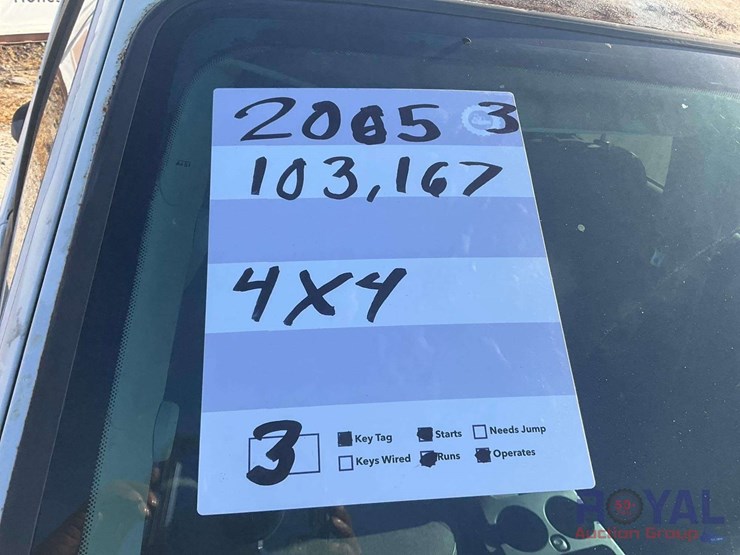 2005 3
103,167
4X4
3
Key Tag Starts Needs Jump
Keys Wired Runs Operates
ROYAL
Auction Group